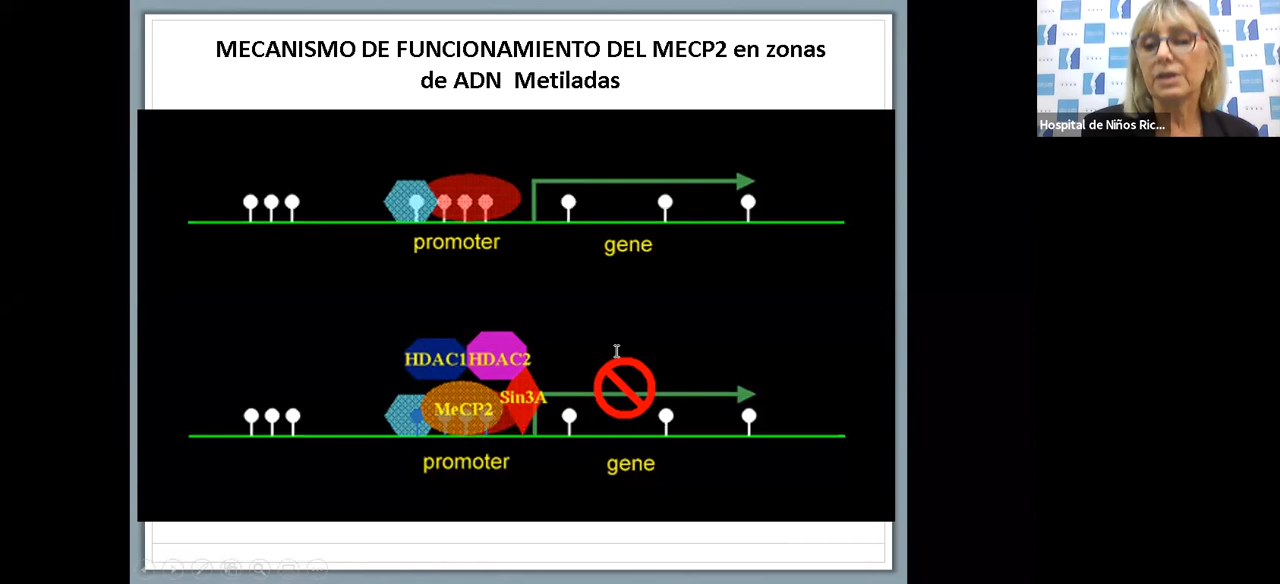 MECANISMO DE FUNCIONAMIENTO DEL MECP2 en zonas
de ADN Metiladas
Hospital de Niños Ric...
promoter
gene
HDAC1
HDAC2
Sin3A
MeCP2
promoter
gene